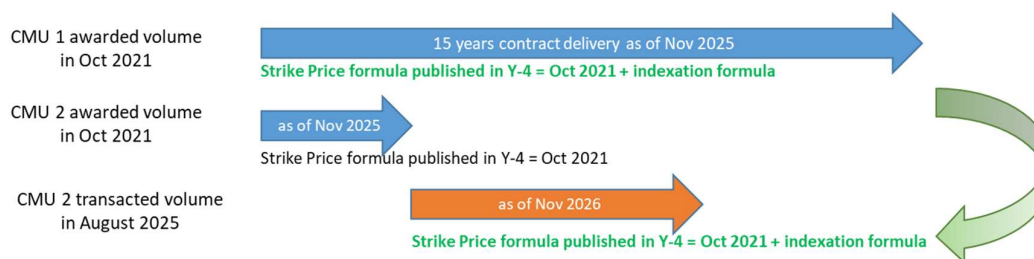 CMU 1 awarded volume
in Oct 2021
15 years contract delivery as of Nov 2025
Strike Price formula published in Y-4 = Oct 2021 + indexation formula
CMU 2 awarded volume
in Oct 2021
as of Nov 2025
Strike Price formula published in Y-4 = Oct 2021
CMU 2 transacted volume
in August 2025
as of Nov 2026
Strike Price formula published in Y-4 = Oct 2021 + indexation formula